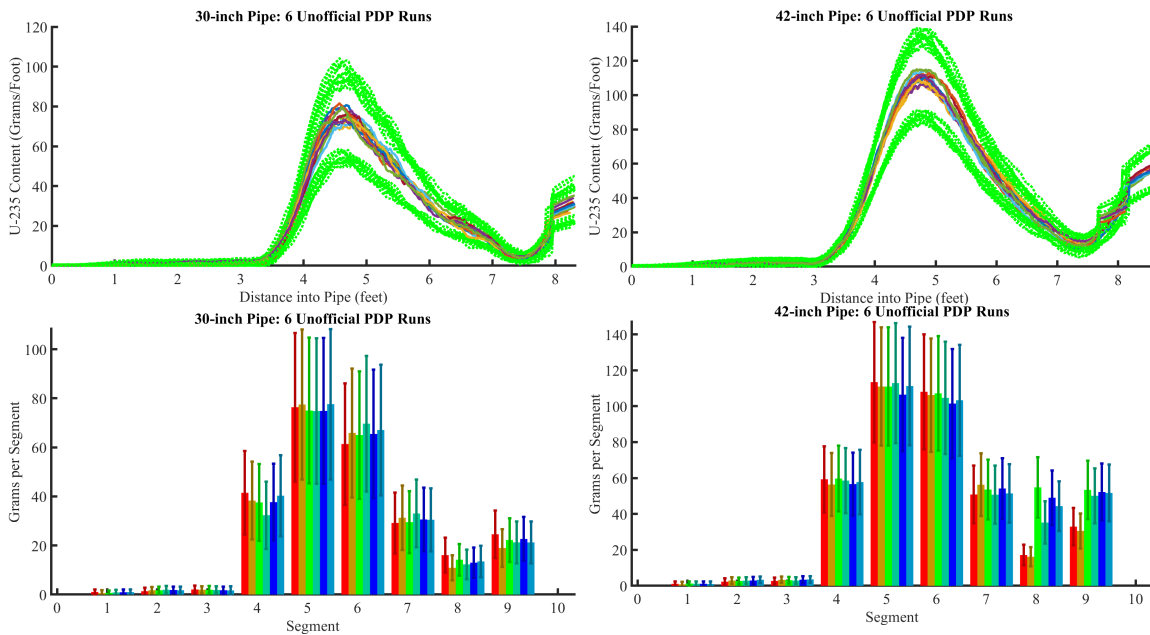 30-inch Pipe: 6 Unofficial PDP Runs
U-235 Content (Grams/Foot)
120
100
80
60
40
20
0
0 1 2 3 4 5 6 7 8
Distance into Pipe (feet)
42-inch Pipe: 6 Unofficial PDP Runs
U-235 Content (Grams/Foot)
140
120
100
80
60
40
20
0
0 1 2 3 4 5 6 7 8
Distance into Pipe (feet)
30-inch Pipe: 6 Unofficial PDP Runs
Grams per Segment
100
80
60
40
20
0
0 1 2 3 4 5 6 7 8 9 10
Segment
42-inch Pipe: 6 Unofficial PDP Runs
Grams per Segment
140
120
100
80
60
40
20
0
0 1 2 3 4 5 6 7 8 9 10
Segment